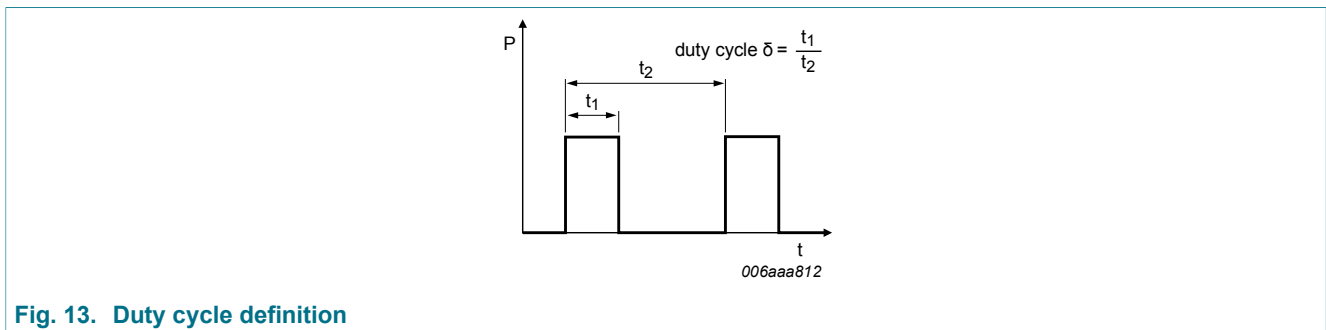 P
duty cycle δ = t1
t2
t2
t1
t
006aaa812
Fig. 13. Duty cycle definition